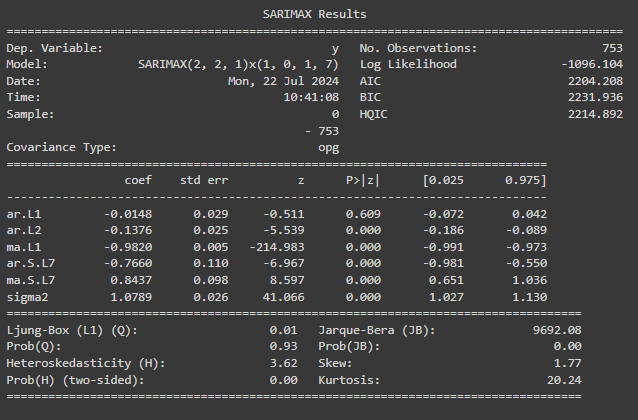 SARIMAX Results
==========================================================================================
Dep. Variable: y No. Observations: 753
Model: SARIMAX(2, 2, 1)x(1, 0, 1, 7) Log Likelihood -1096.104
Date: Mon, 22 Jul 2024 AIC 2204.208
Time: 10:41:08 BIC 2231.936
Sample: 0 HQIC 2214.892
- 753
Covariance Type: opg
==============================================================================
coef std err z P>|z| [0.025 0.975]
------------------------------------------------------------------------------
ar.L1 -0.0148 0.029 -0.511 0.609 -0.072 0.042
ar.L2 -0.1376 0.025 -5.539 0.000 -0.186 -0.089
ma.L1 -0.9820 0.005 -214.983 0.000 -0.991 -0.973
ar.S.L7 -0.7660 0.110 -6.967 0.000 -0.981 -0.550
ma.S.L7 0.8437 0.098 8.597 0.000 0.651 1.036
sigma2 1.0789 0.026 41.066 0.000 1.027 1.130
===================================================================================
Ljung-Box (L1) (Q): 0.01 Jarque-Bera (JB): 9692.08
Prob(Q): 0.93 Prob(JB): 0.00
Heteroskedasticity (H): 3.62 Skew: 1.77
Prob(H) (two-sided): 0.00 Kurtosis: 20.24
===================================================================================